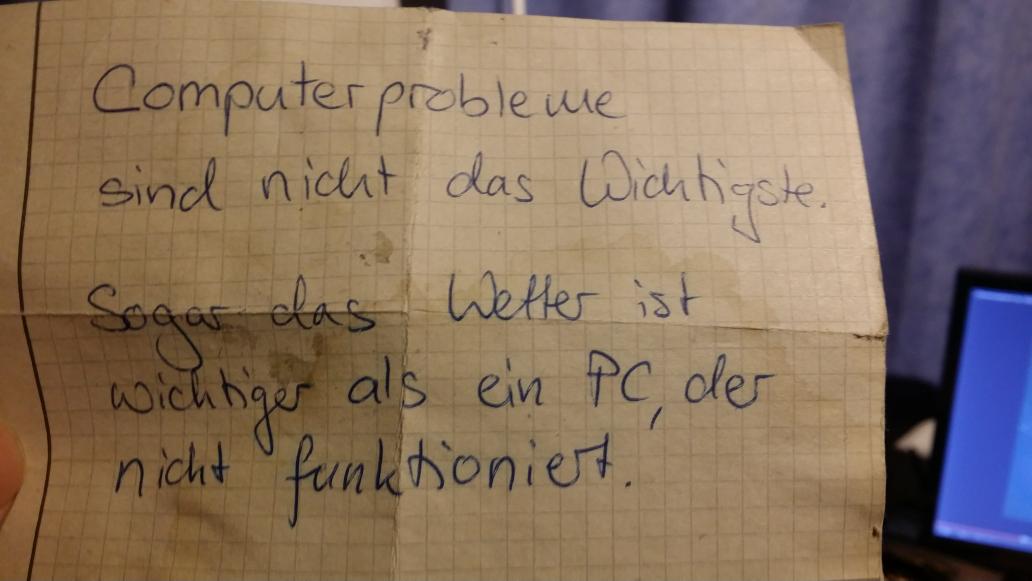 Computerprobleme
sind nicht das Wichtigste.
Sogar das Wetter ist
wichtiger als ein PC, der
nicht funktioniert.